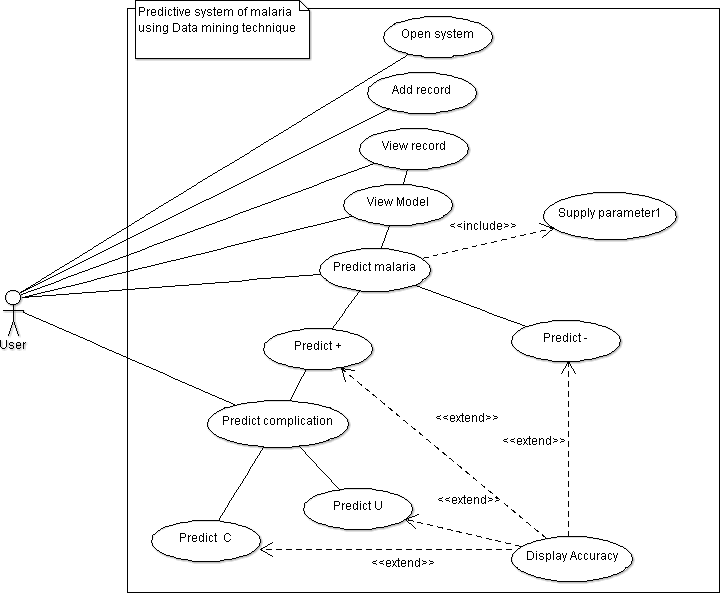 Predictive system of malaria
using Data mining technique
Open system
Add record
View record
View Model
Supply parameter1
<<include>>
Predict malaria
User
Predict +
Predict -
<<extend>>
<<extend>>
Predict complication
<<extend>>
Predict U
Predict  C
Display Accuracy
<<extend>>